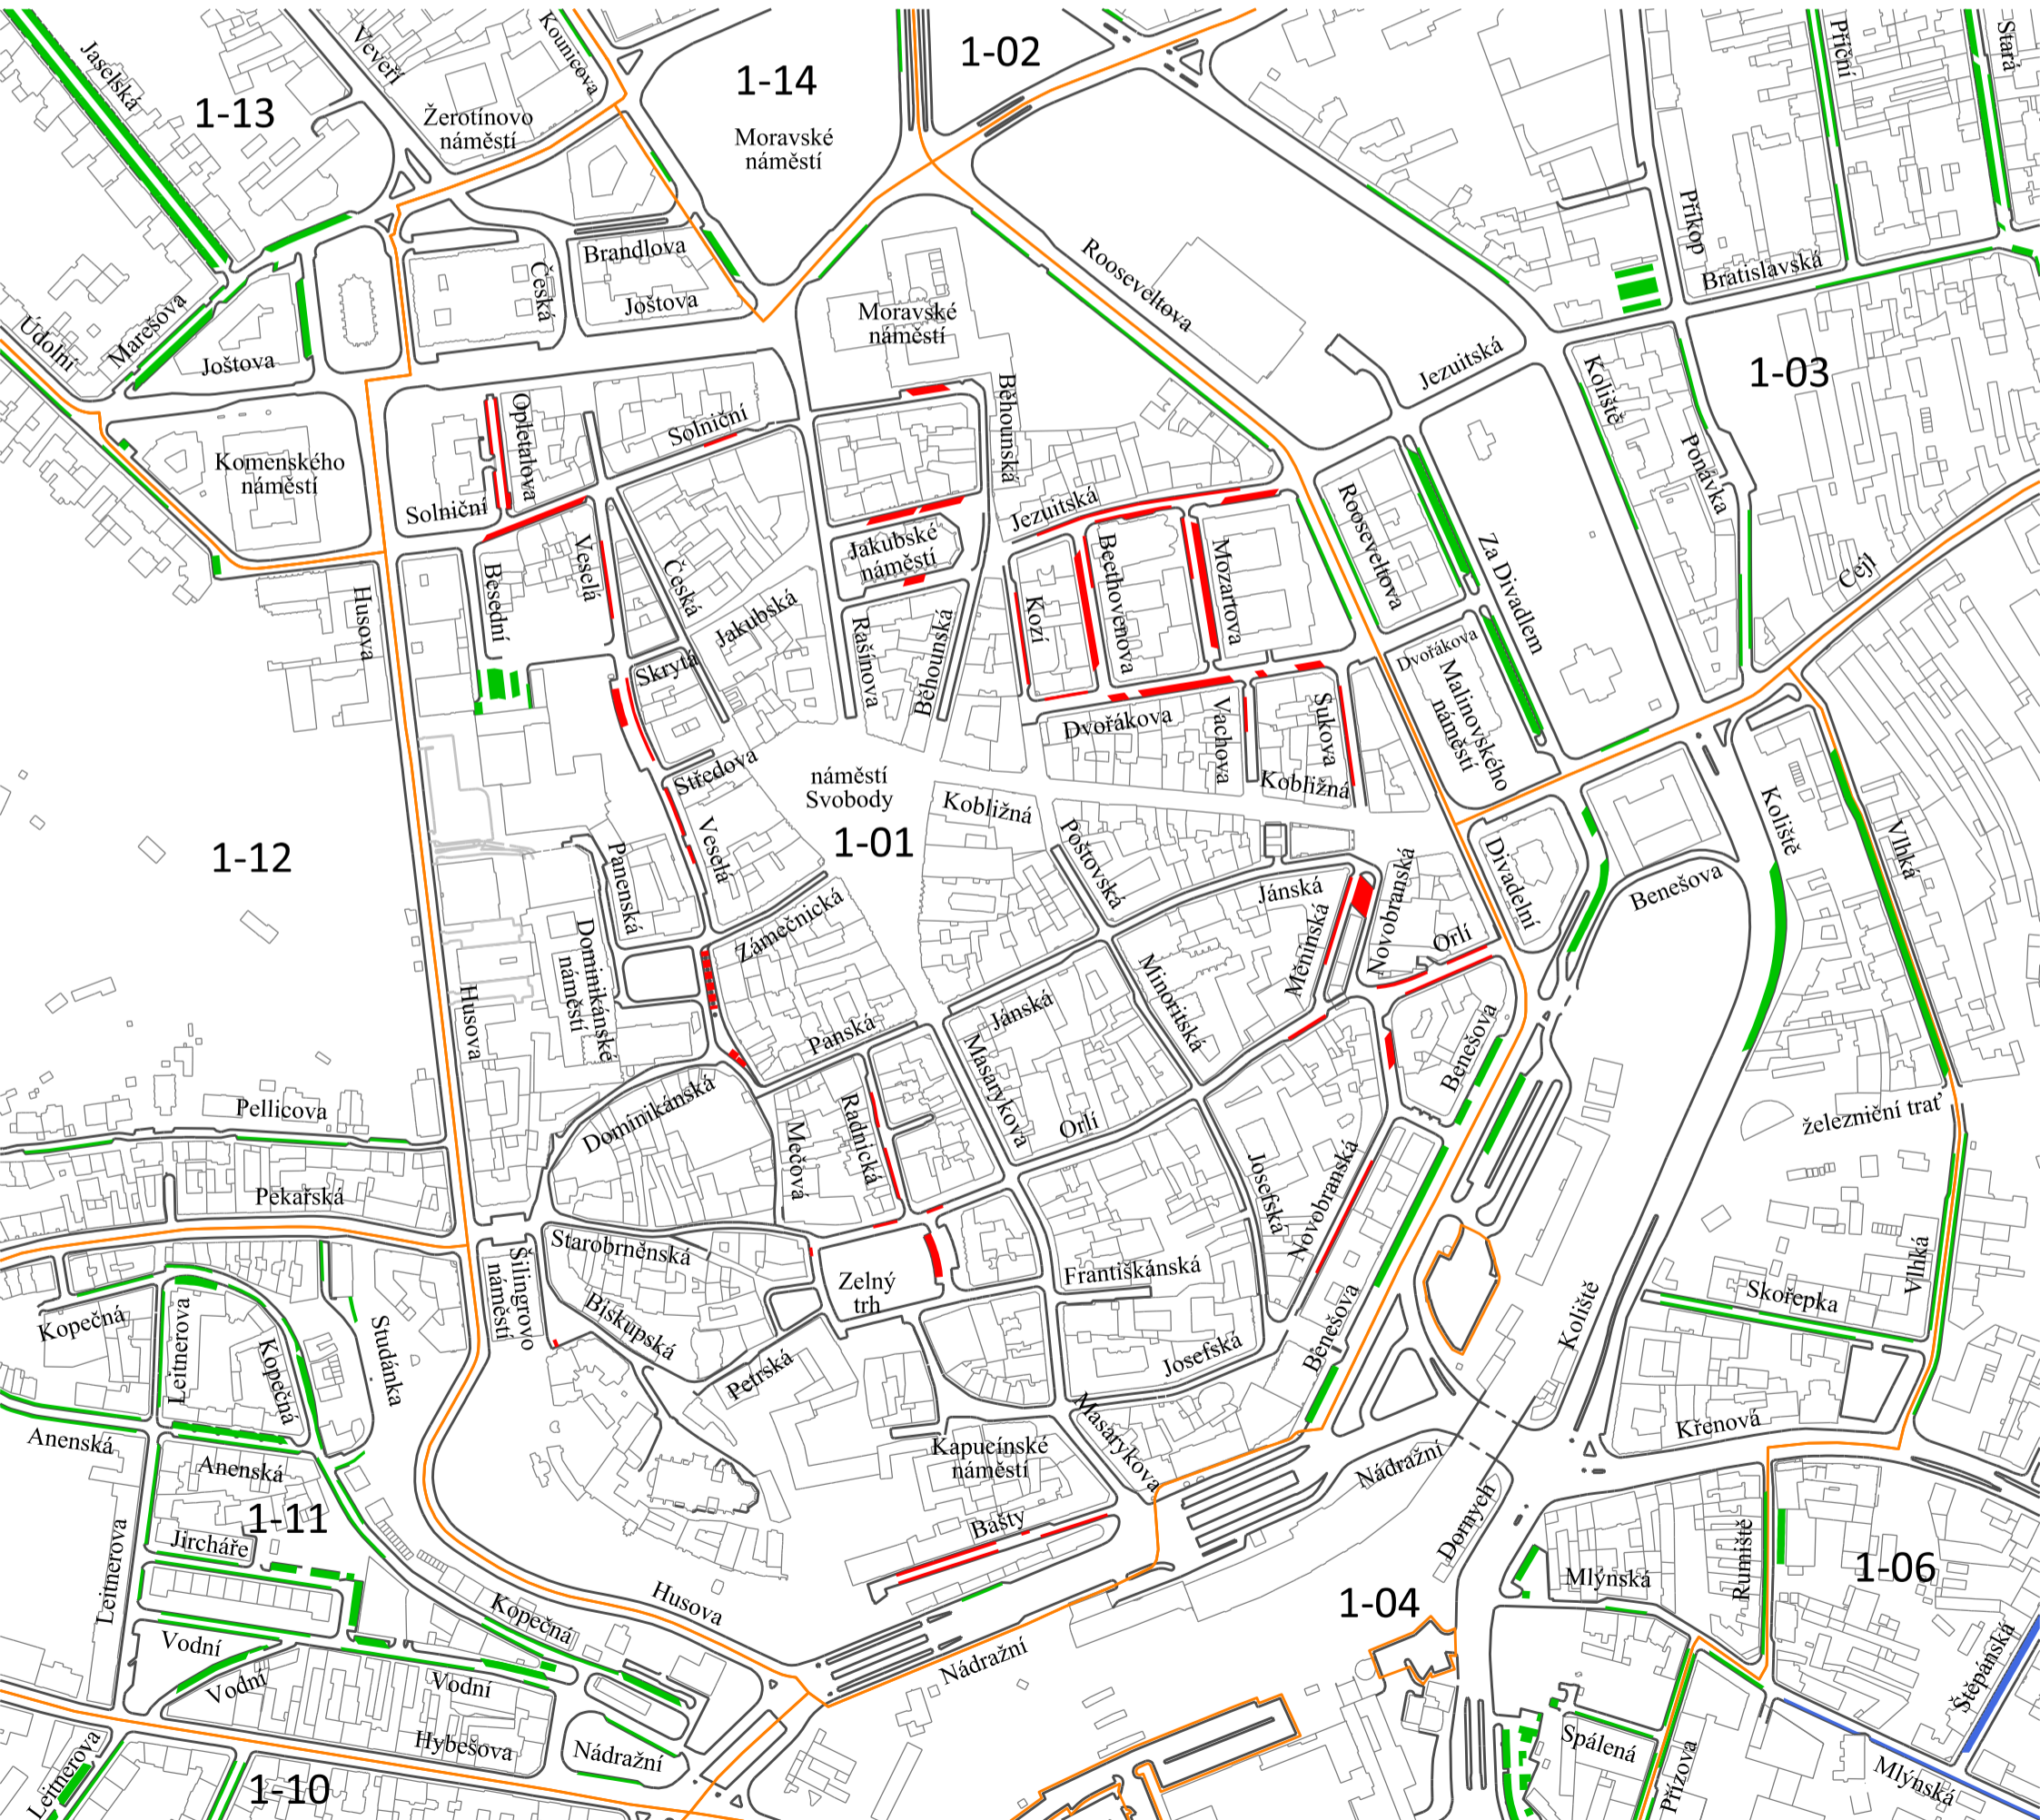 Jaselská
Veveří
Kounicova
1-14
1-02
Příční
Stará
1-13
Žerotínovo
náměstí
Moravské
náměstí
Příkop
Bratislavská
Brandlova
Česká
Joštova
Rooseveltova
Moravské
náměstí
Údolní
Marešova
Joštova
Jezuitská
Koliště
1-03
Opletalova
Solniční
Běhounská
Ponávka
Komenského
náměstí
Solniční
Jezuitská
Rooseveltova
Za Divadlem
Cejl
Husova
Besední
Veselá
Česká
Jakubská
Jakubské
náměstí
Kozí
Beethovenova
Mozartova
Rašínova
Běhounská
Skrytá
Dvořákova
Malinovského
náměstí
Dvořákova
Vachova
Sukova
Středova
náměstí
Svobody
Kobližná
Kobližná
Koliště
Vlhká
1-12
1-01
Panenská
Veselá
Poštovská
Jánská
Novobranská
Divadelní
Benešova
Zámečnická
Orlí
Dominikánské
náměstí
Měnínská
Minoritská
Husova
Jánská
Panská
Masarykova
Benešova
Pellicova
Dominikánská
Radnická
Mečová
Orlí
železniční trať
Pekařská
Josefská
Novobranská
Šilingrovo
náměstí
Starobrněnská
Zelný
trh
Františkánská
Vlhká
Skořepka
Kopečná
Leitnerova
Kopečná
Studánka
Biskupská
Petrská
Josefská
Benešova
Koliště
Křenová
Anenská
Anenská
Masarykova
Kapucínské
náměstí
Nádražní
Dornych
1-11
Jircháře
Leitnerova
Bašty
Rumiště
Mlýnská
1-06
1-04
Husova
Kopečná
Vodní
Vodní
Vodní
Nádražní
Štěpánská
Hybešova
Nádražní
Spálená
Přízova
Mlýnská
Leitnerova
1-10